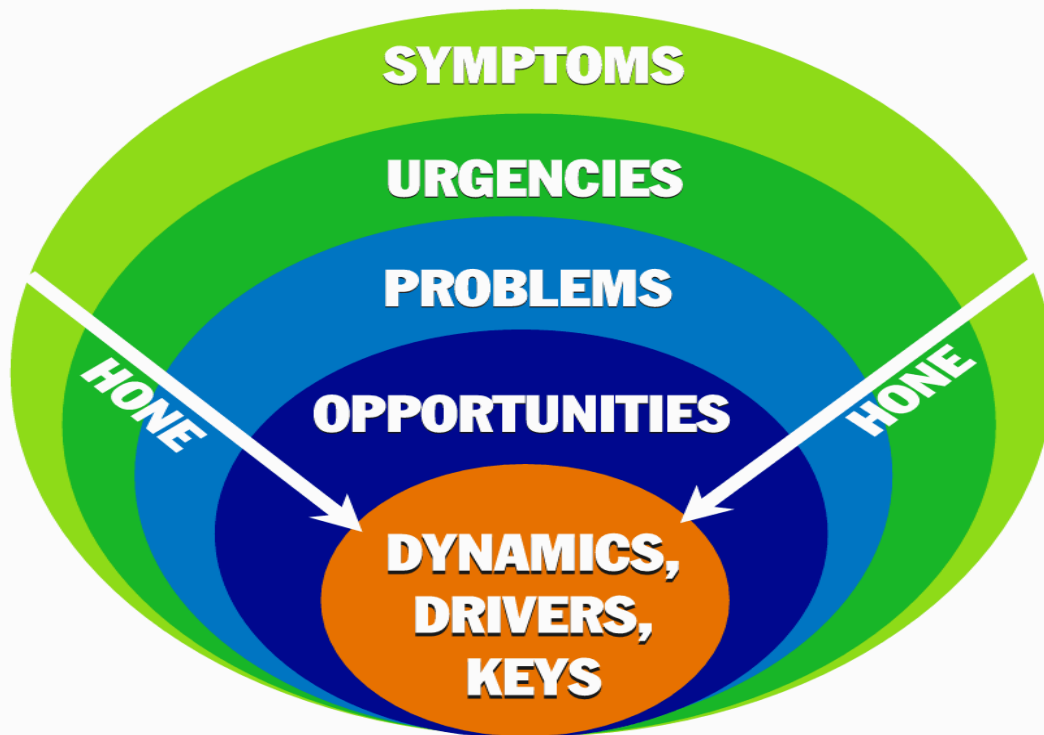 SYMPTOMS
URGENCIES
PROBLEMS
HONE
HONE
OPPORTUNITIES
DYNAMICS,
DRIVERS,
KEYS